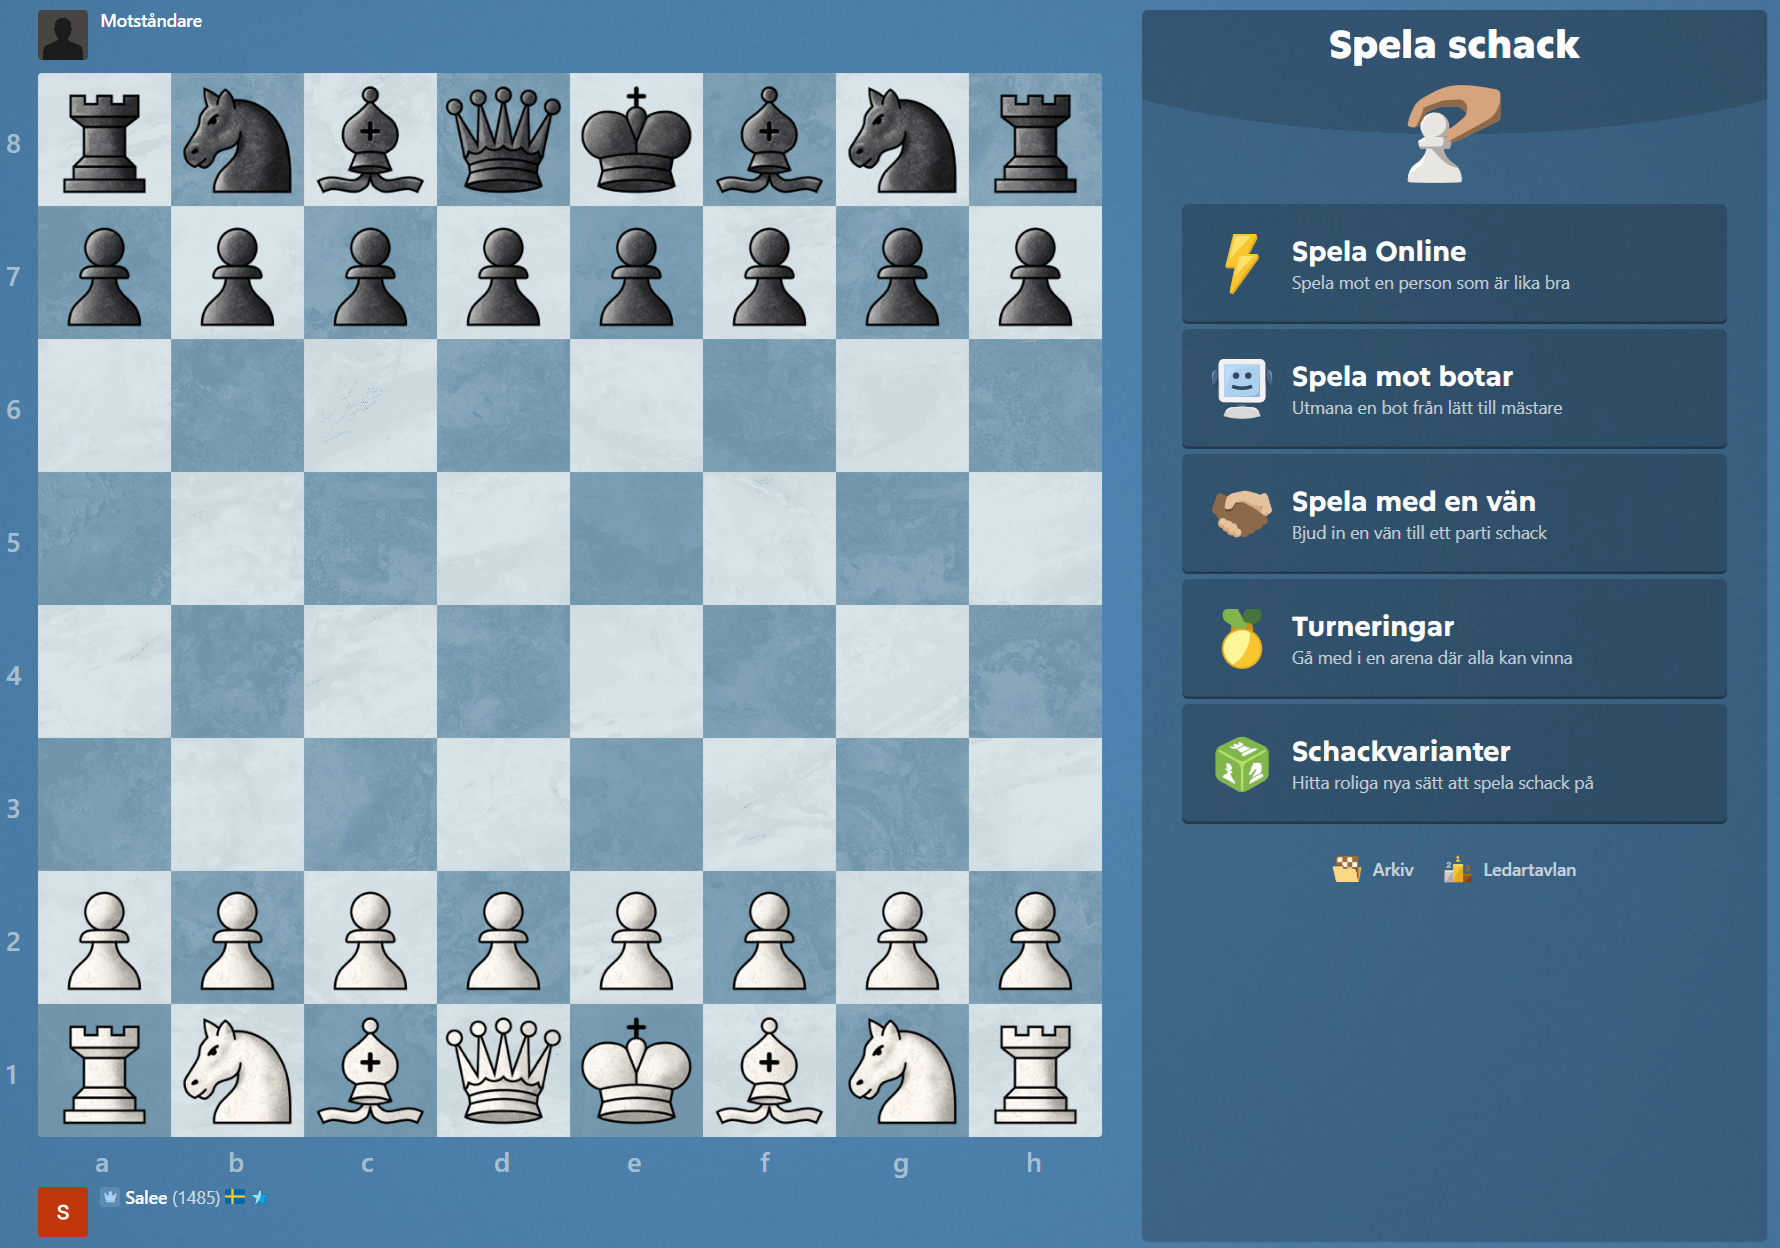 Motståndare
8
7
6
5
4
3
2
1
a b c d e f g h
S
Salee (1485)
Spela schack
Spela Online
Spela mot en person som är lika bra
Spela mot botar
Utmana en bot från lätt till mästare
Spela med en vän
Bjud in en vän till ett parti schack
Turneringar
Gå med i en arena där alla kan vinna
Schackvarianter
Hitta roliga nya sätt att spela schack på
Arkiv
2 1
Ledartavlan